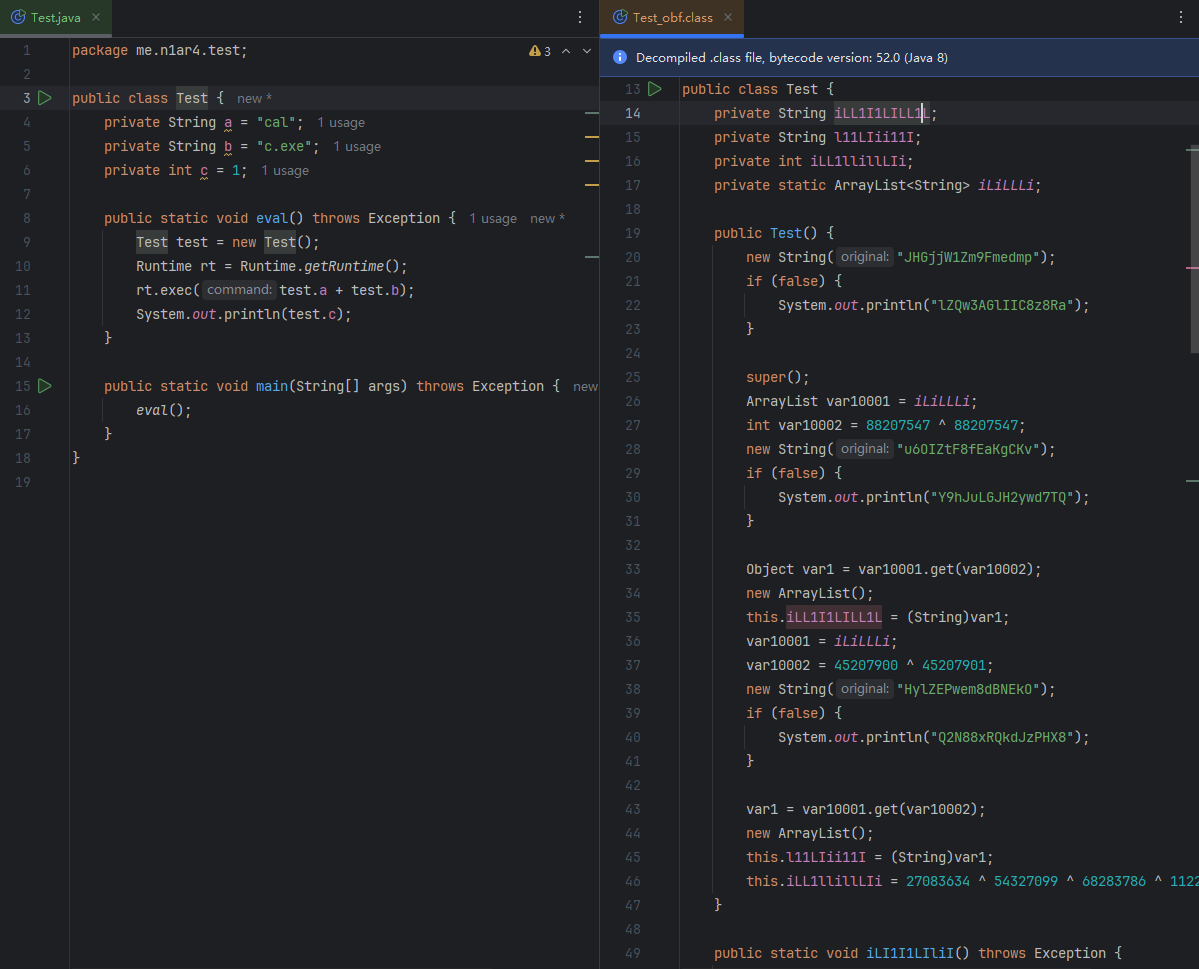 Test.java
1 package me.n1ar4.test;
3
2
3 public class Test { new *
4 private String a = "cal"; 1 usage
5 private String b = "c.exe"; 1 usage
6 private int c = 1; 1 usage
7
8 public static void eval() throws Exception { 1 usage new *
9 Test test = new Test();
10 Runtime rt = Runtime.getRuntime();
11 rt.exec( command: test.a + test.b);
12 System.out.println(test.c);
13 }
14
15 public static void main(String[] args) throws Exception { new
16 eval();
17 }
18 }
19
Test_obf.class
Decompiled .class file, bytecode version: 52.0 (Java 8)
13 public class Test {
14 private String iLL1I1LILL1L;
15 private String l11LIii11I;
16 private int iLL1llillLIi;
17 private static ArrayList<String> iLiLLLi;
18
19 public Test() {
20 new String( original: "JHGjjW1Zm9Fmedmp");
21 if (false) {
22 System.out.println("lZQw3AGlIIC8z8Ra");
23 }
24
25 super();
26 ArrayList var10001 = iLiLLLi;
27 int var10002 = 88207547 ^ 88207547;
28 new String( original: "u6OIZtF8fEaKgCKv");
29 if (false) {
30 System.out.println("Y9hJuLGJH2ywd7TQ");
31 }
32
33 Object var1 = var10001.get(var10002);
34 new ArrayList();
35 this.iLL1I1LILL1L = (String)var1;
36 var10001 = iLiLLLi;
37 var10002 = 45207900 ^ 45207901;
38 new String( original: "HylZEPwem8dBNEkO");
39 if (false) {
40 System.out.println("Q2N88xRQkdJzPHX8");
41 }
42
43 var1 = var10001.get(var10002);
44 new ArrayList();
45 this.l11LIii11I = (String)var1;
46 this.iLL1llillLIi = 27083634 ^ 54327099 ^ 68283786 ^ 1122
47 }
48
49 public static void iLI1I1LIliI() throws Exception {